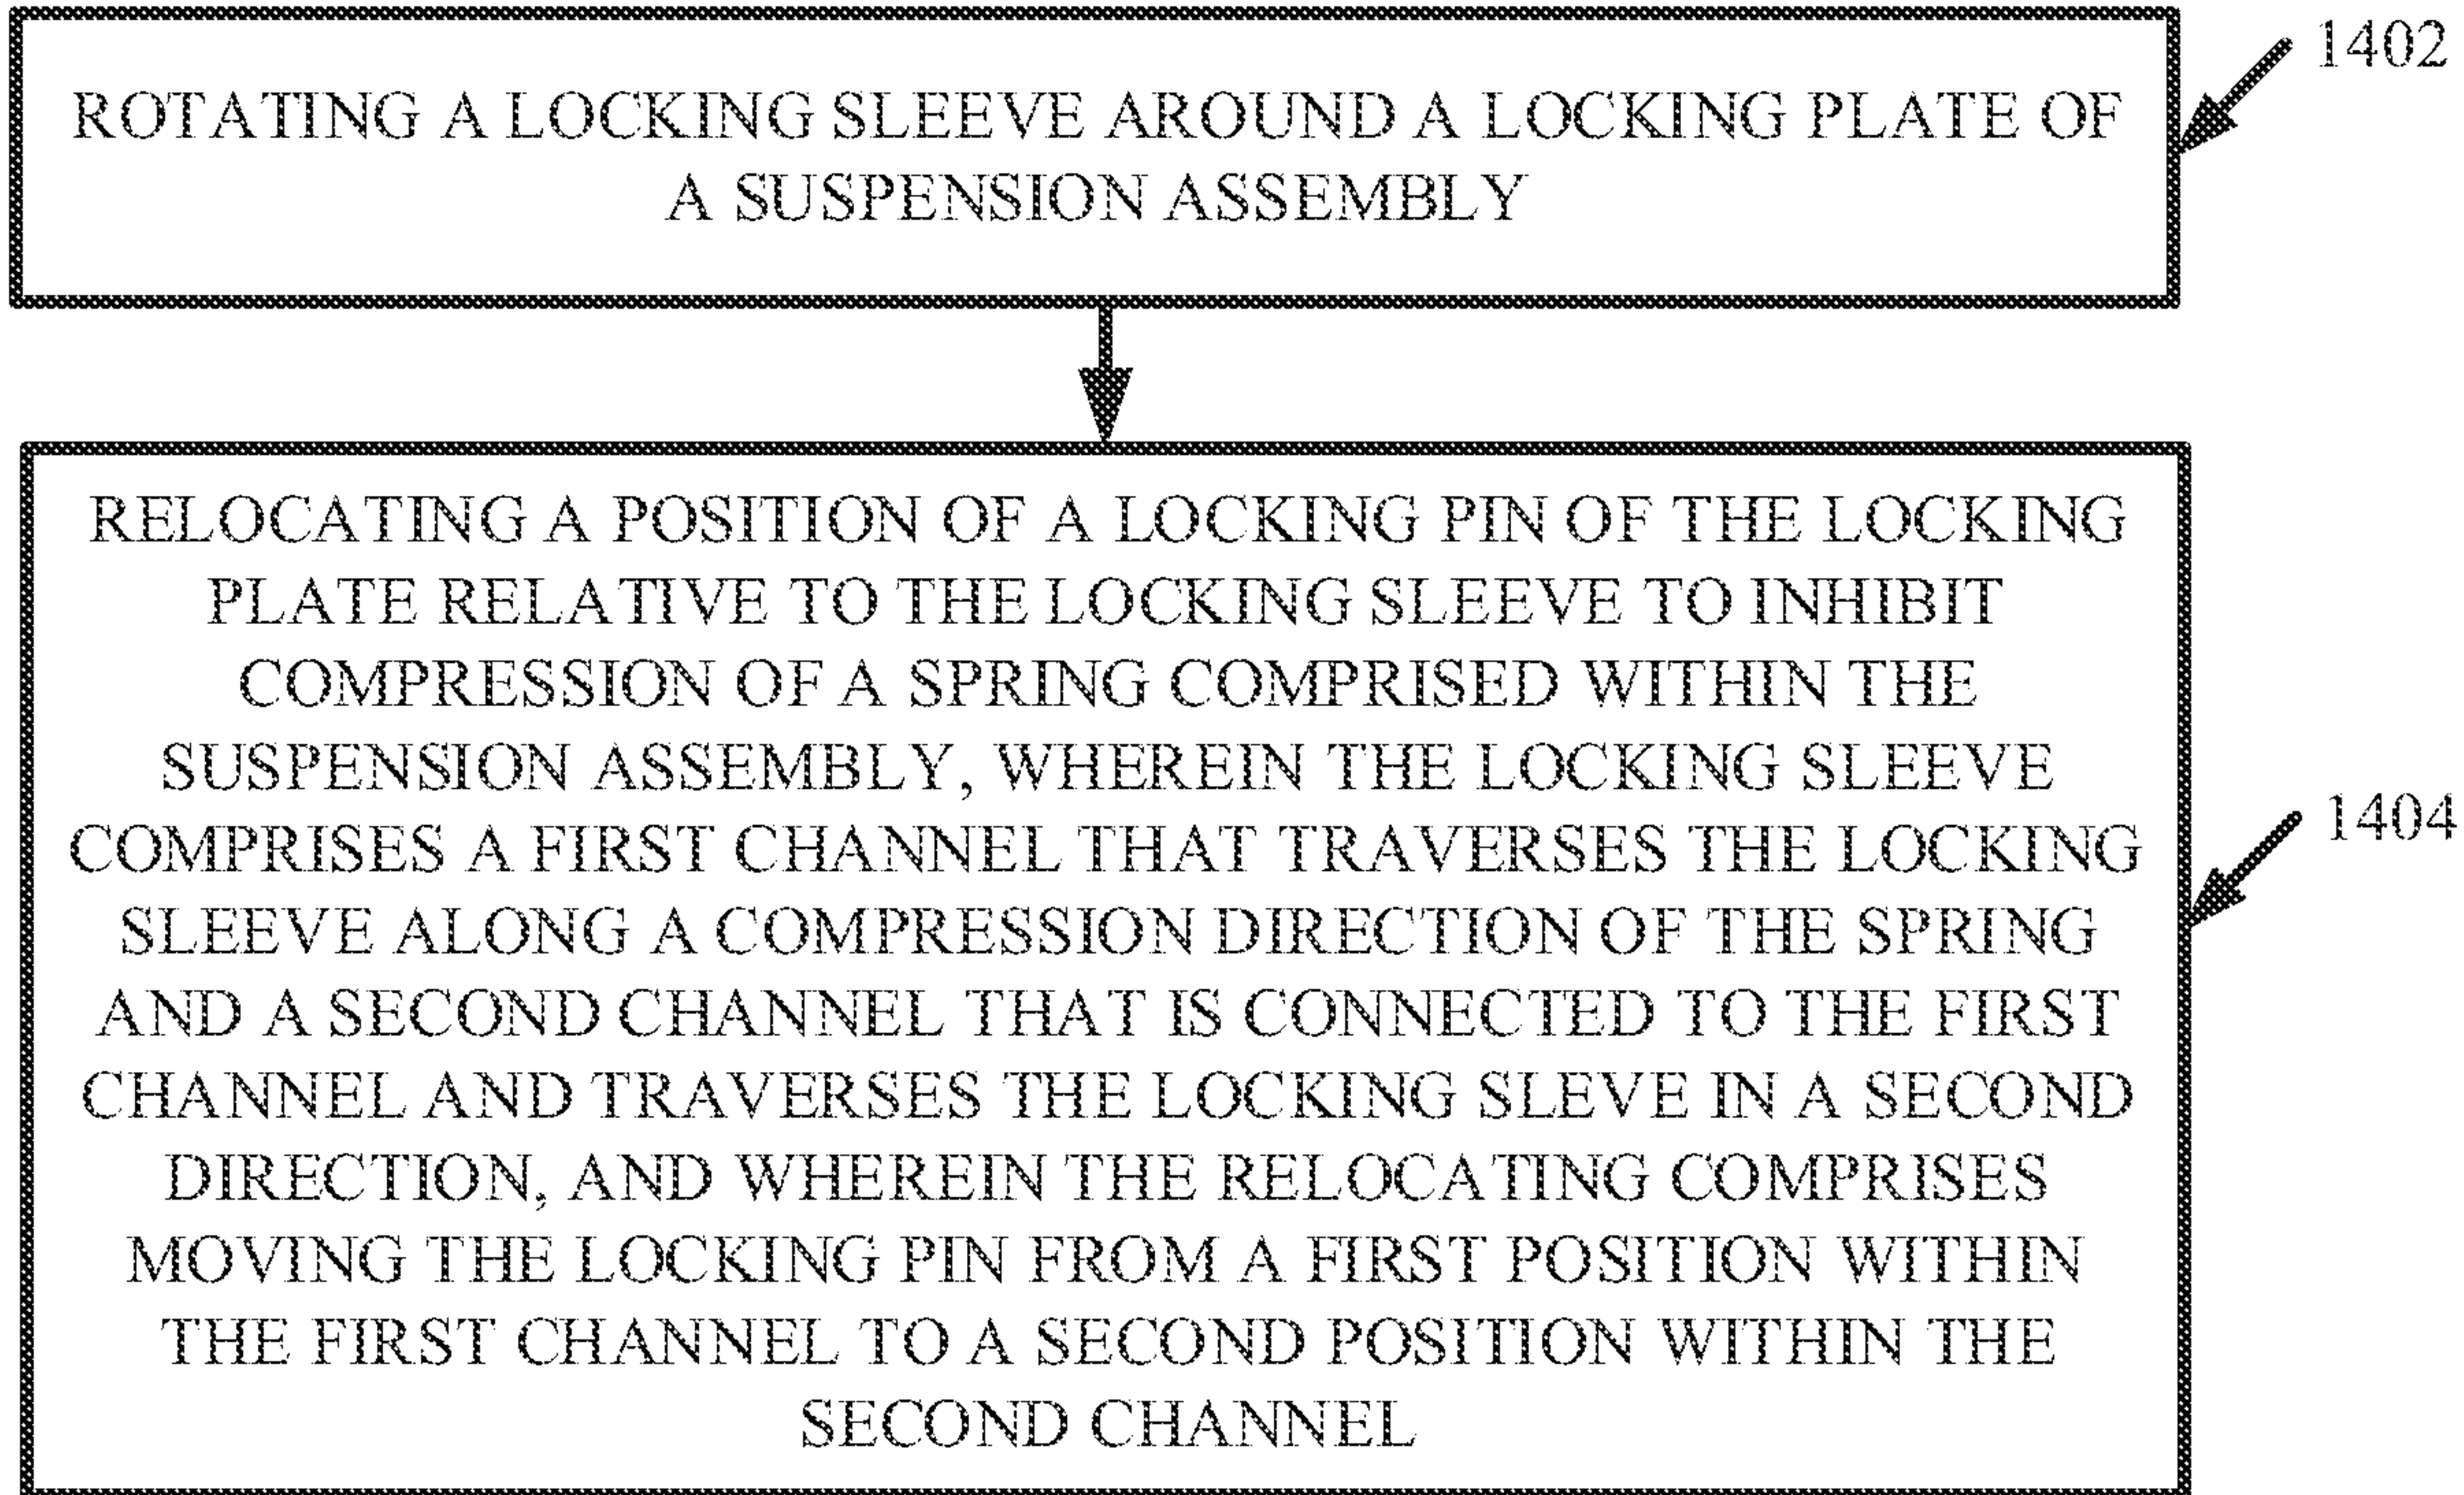 1402
ROTATING A LOCKING SLEEVE AROUND A LOCKING PLATE OF
A SUSPENSION ASSEMBLY
RELOCATING A POSITION OF A LOCKING PIN OF THE LOCKING
PLATE RELATIVE TO THE LOCKING SLEEVE TO INHIBIT
COMPRESSION OF A SPRING COMPRISED WITHIN THE
SUSPENSION ASSEMBLY, WHEREIN THE LOCKING SLEEVE
COMPRISES A FIRST CHANNEL THAT TRAVERSES THE LOCKING
1404
SLEEVE ALONG A COMPRESSION DIRECTION OF THE SPRING
AND A SECOND CHANNEL THAT IS CONNECTED TO THE FIRST
CHANNEL AND TRAVERSES THE LOCKING SLEVE IN A SECOND
DIRECTION, AND WHEREIN THE RELOCATING COMPRISES
MOVING THE LOCKING PIN FROM A FIRST POSITION WITHIN
THE FIRST CHANNEL TO A SECOND POSITION WITHIN THE
SECOND CHANNEL